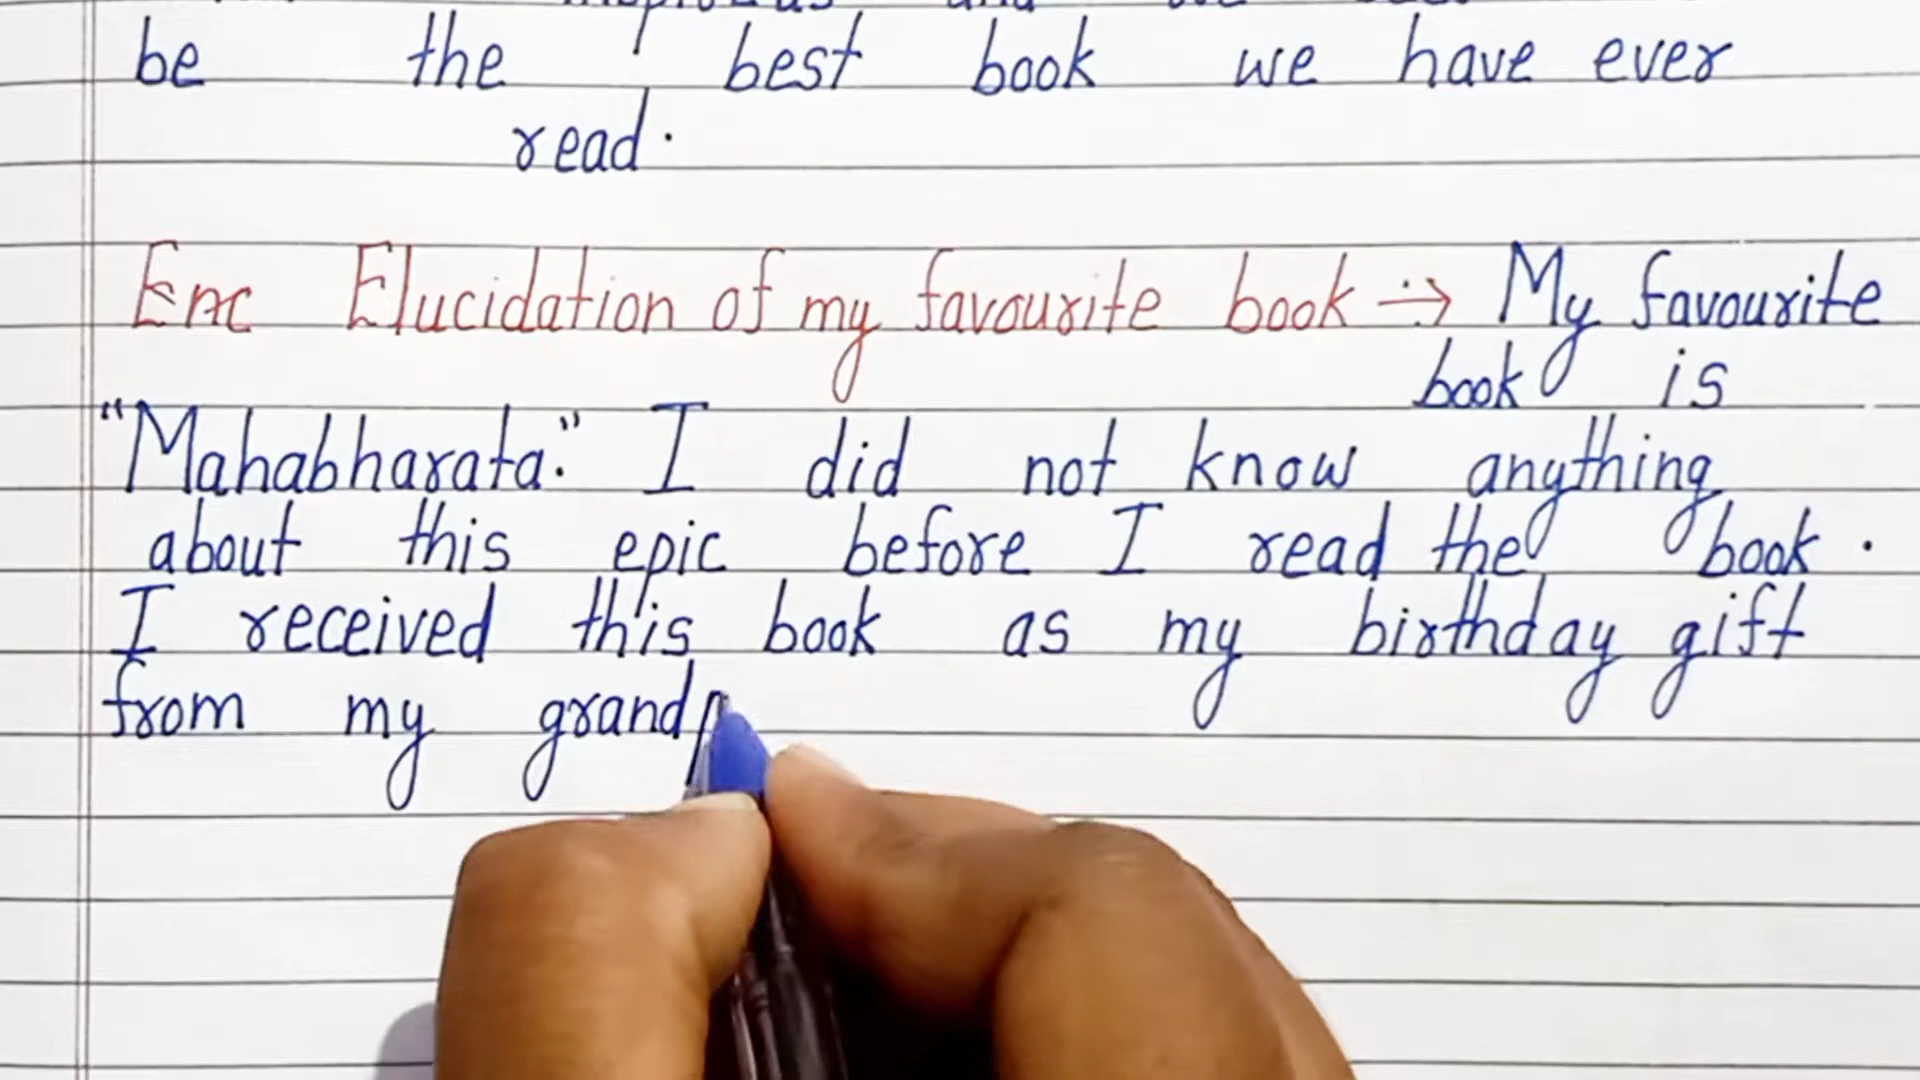 be the best book we have ever
read.
Enc Elucidation of my favourite book -:-> My favourite
book is
"Mahabharata." I did not know anything
about this epic before I read the book.
I received this book as my birthday gift
from my grandp